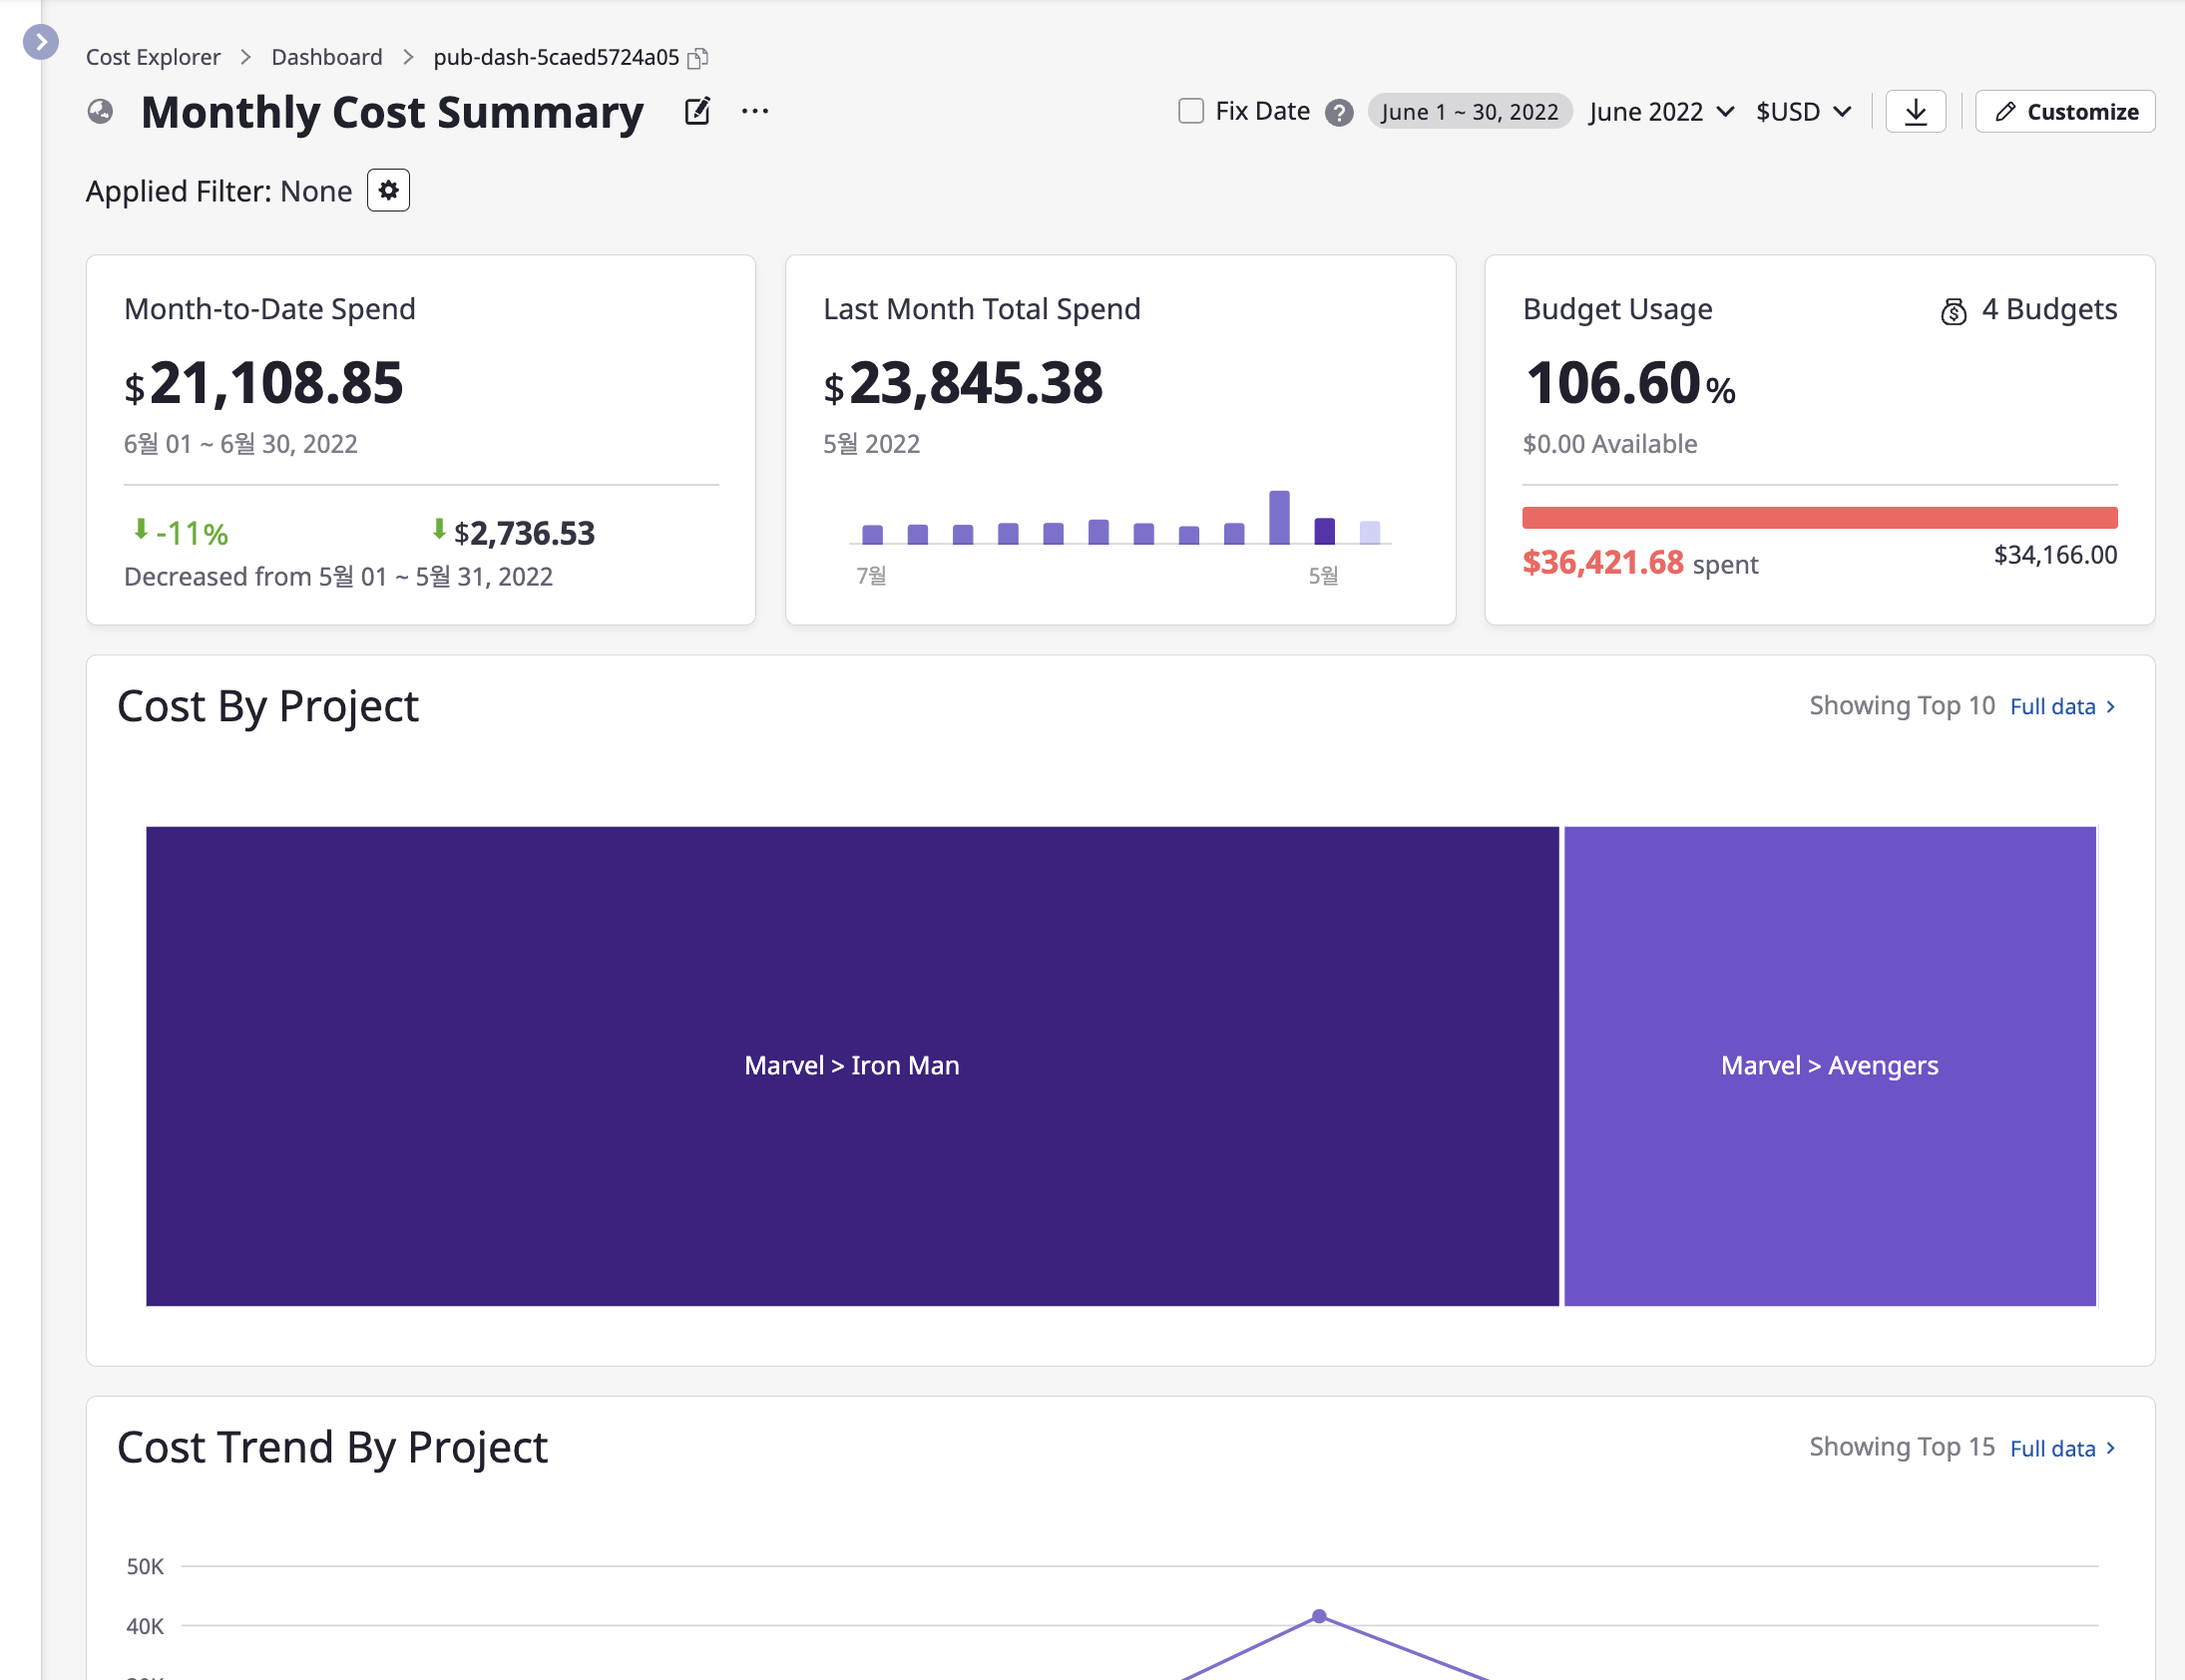 Cost Explorer > Dashboard > pub-dash-5caed5724a05
Monthly Cost Summary
Fix Date ? June 1 ~ 30, 2022 June 2022 $USD Customize
Applied Filter: None
Month-to-Date Spend
$21,108.85
6월 01 ~ 6월 30, 2022
-11% $2,736.53
Decreased from 5월 01 ~ 5월 31, 2022
Last Month Total Spend
$23,845.38
5월 2022
7월 5월
Budget Usage 4 Budgets
106.60%
$0.00 Available
$36,421.68 spent $34,166.00
Cost By Project Showing Top 10 Full data >
Marvel > Iron Man Marvel > Avengers
Cost Trend By Project Showing Top 15 Full data >
50K
40K